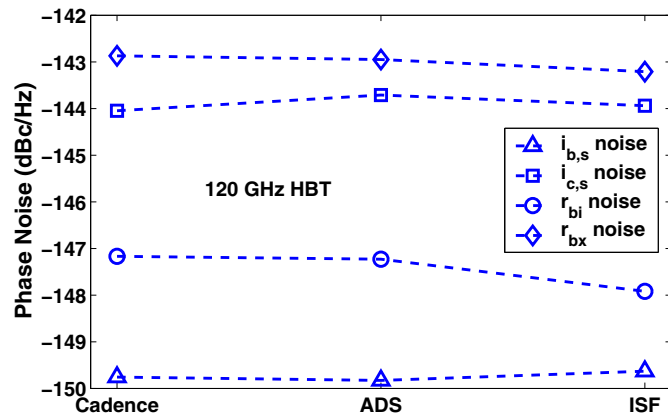 −142
−143
−144
−145
−146
−147
−148
−149
−150
Phase Noise (dBc/Hz)
120 GHz HBT
i_b,s noise
i_c,s noise
r_bi noise
r_bx noise
Cadence ADS ISF